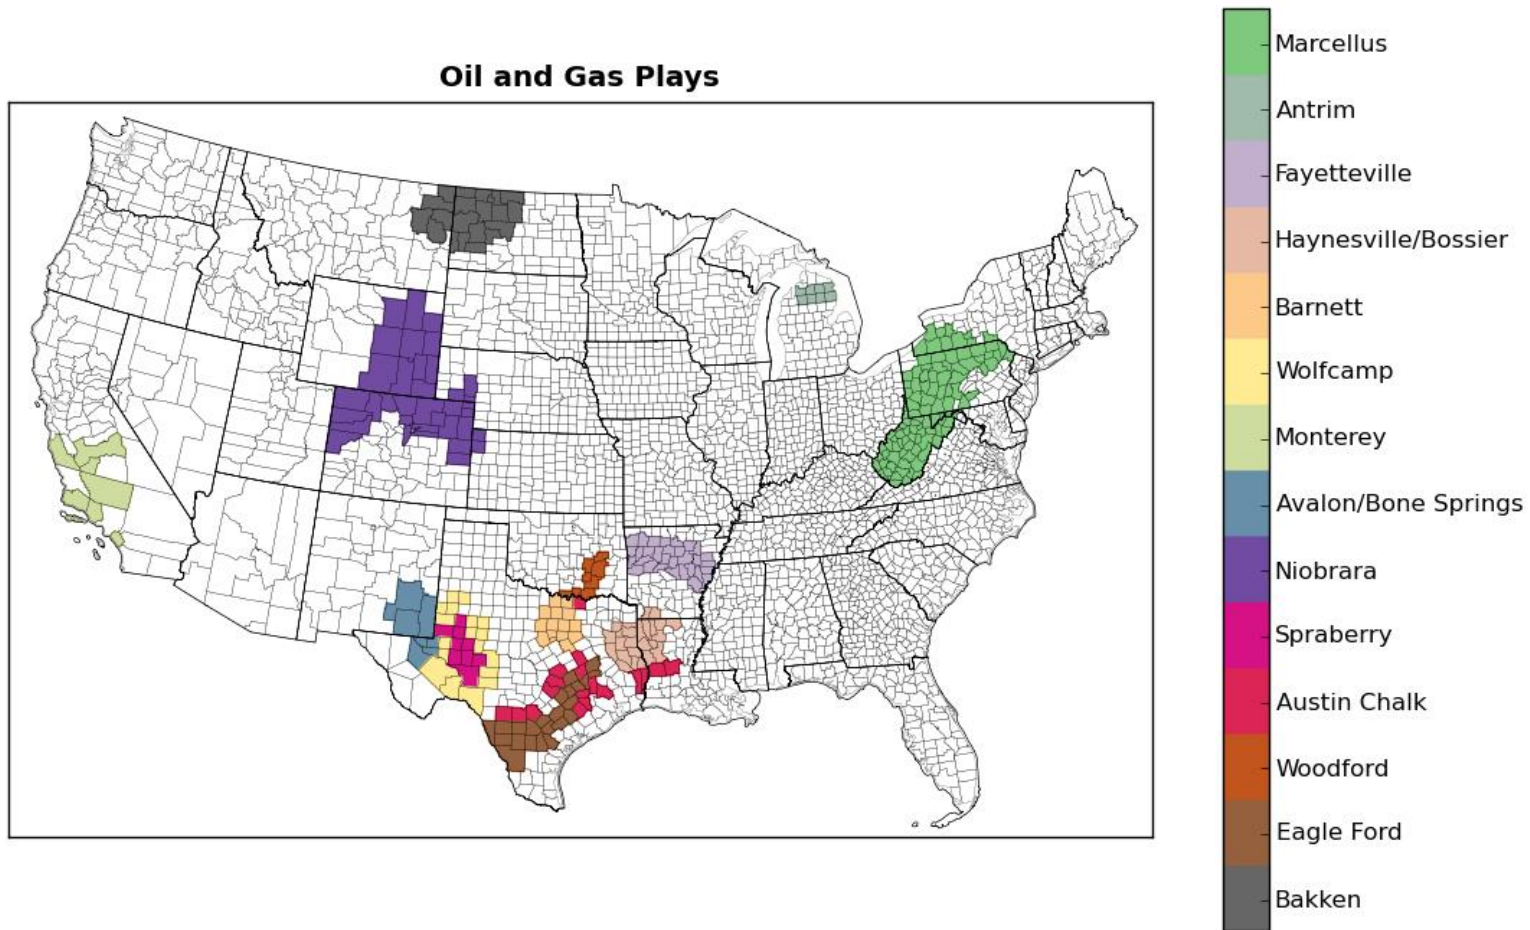 Oil and Gas Plays
Marcellus
Antrim
Fayetteville
Haynesville/Bossier
Barnett
Wolfcamp
Monterey
Avalon/Bone Springs
Niobrara
Spraberry
Austin Chalk
Woodford
Eagle Ford
Bakken